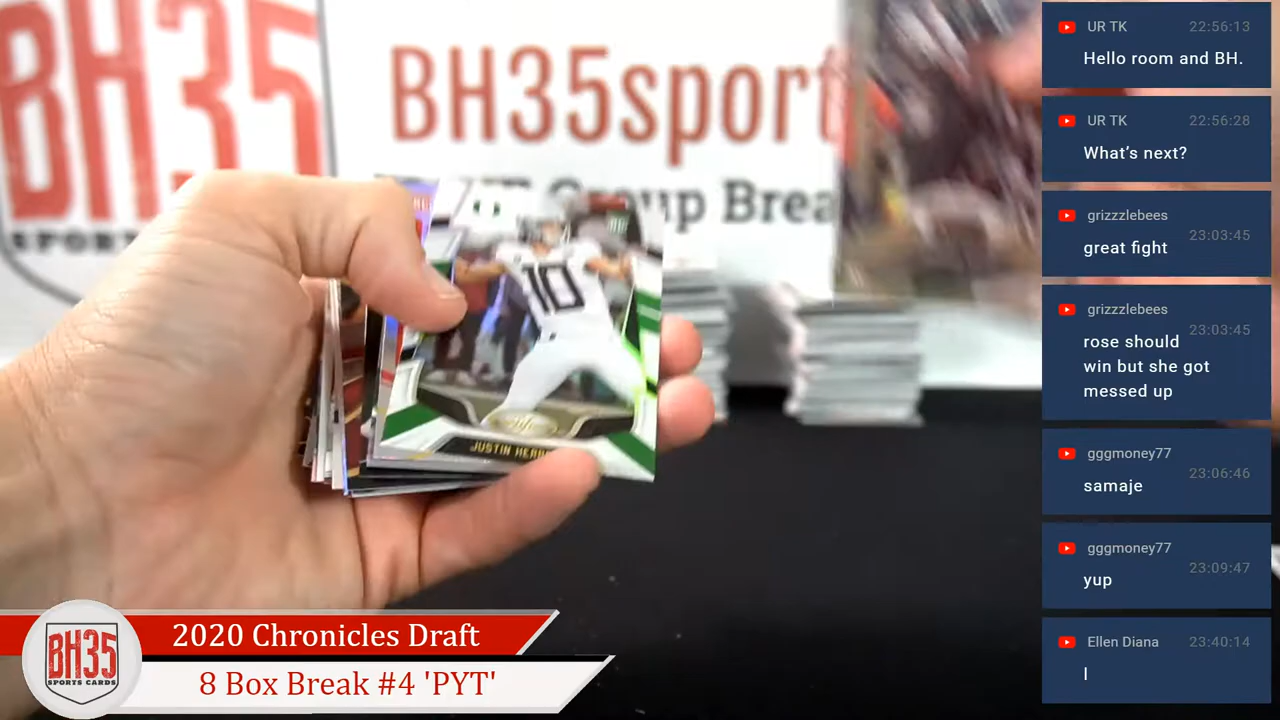 BH35
SPORTS
BH35sport
Group Brea
10
JUSTIN HER
2020 Chronicles Draft
8 Box Break #4 'PYT'
BH35
SPORTS CARDS
UR TK 22:56:13
Hello room and BH.
UR TK 22:56:28
What's next?
grizzzlebees 23:03:45
great fight
grizzzlebees 23:03:45
rose should
win but she got
messed up
gggmoney77 23:06:46
samaje
gggmoney77 23:09:47
yup
Ellen Diana 23:40:14
I